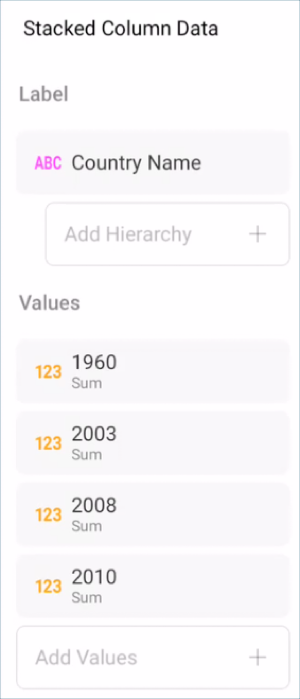 Stacked Column Data
Label
ABC Country Name
Add Hierarchy +
Values
123 1960
Sum
123 2003
Sum
123 2008
Sum
123 2010
Sum
Add Values +